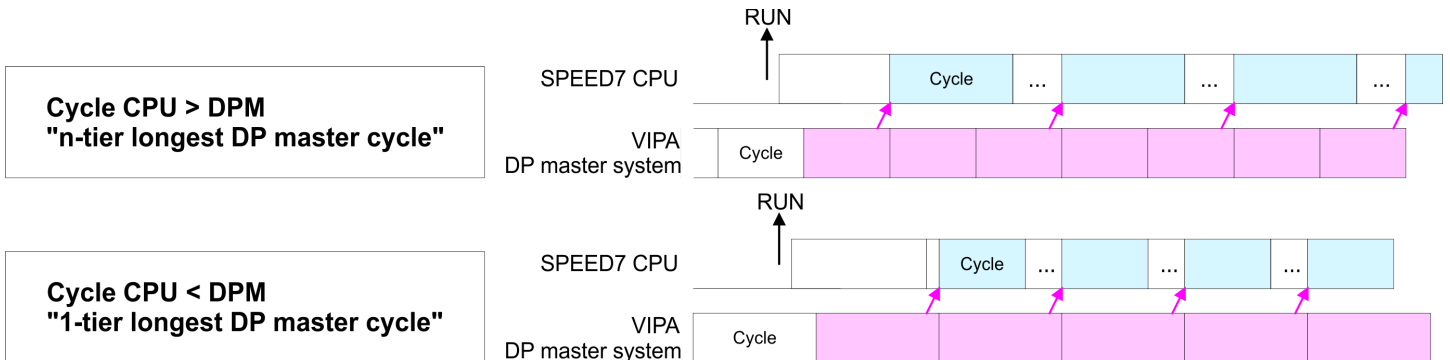 RUN
SPEED7 CPU
Cycle
...
...
...
Cycle CPU > DPM
"n-tier longest DP master cycle"
VIPA
DP master system
Cycle
RUN
SPEED7 CPU
Cycle
...
...
...
Cycle CPU < DPM
"1-tier longest DP master cycle"
VIPA
DP master system
Cycle